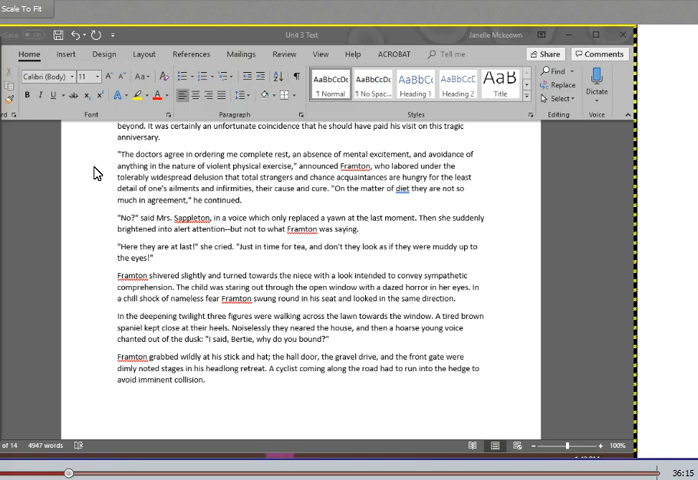 Scale To Fit
Unit 3 Test
Janelle Mckeown
Home Insert Draw Design Layout References Mailings Review View Help ACROBAT Tell me Share Comments
Calibri (Body) 11 A A Aa A
Find
Replace
Select
Dictate
B I U ab x₂ x² A A
AaBbCcDc AaBbCcDc AaBbCc AaBbCcC AaB
¶ Normal ¶ No Spac... Heading 1 Heading 2 Title
Font Paragraph Styles Editing Voice
beyond. It was certainly an unfortunate coincidence that he should have paid his visit on this tragic
anniversary.
"The doctors agree in ordering me complete rest, an absence of mental excitement, and avoidance of
anything in the nature of violent physical exercise," announced Framton, who labored under the
tolerably widespread delusion that total strangers and chance acquaintances are hungry for the least
detail of one's ailments and infirmities, their cause and cure. "On the matter of diet they are not so
much in agreement," he continued.
"No?" said Mrs. Sappleton, in a voice which only replaced a yawn at the last moment. Then she suddenly
brightened into alert attention--but not to what Framton was saying.
"Here they are at last!" she cried. "Just in time for tea, and don't they look as if they were muddy up to
the eyes!"
Framton shivered slightly and turned towards the niece with a look intended to convey sympathetic
comprehension. The child was staring out through the open window with a dazed horror in her eyes. In
a chill shock of nameless fear Framton swung round in his seat and looked in the same direction.
In the deepening twilight three figures were walking across the lawn towards the window. A tired brown
spaniel kept close at their heels. Noiselessly they neared the house, and then a hoarse young voice
chanted out of the dusk: "I said, Bertie, why do you bound?"
Framton grabbed wildly at his stick and hat; the hall door, the gravel drive, and the front gate were
dimly noted stages in his headlong retreat. A cyclist coming along the road had to run into the hedge to
avoid imminent collision.
of 14 4947 words 100%
36:15